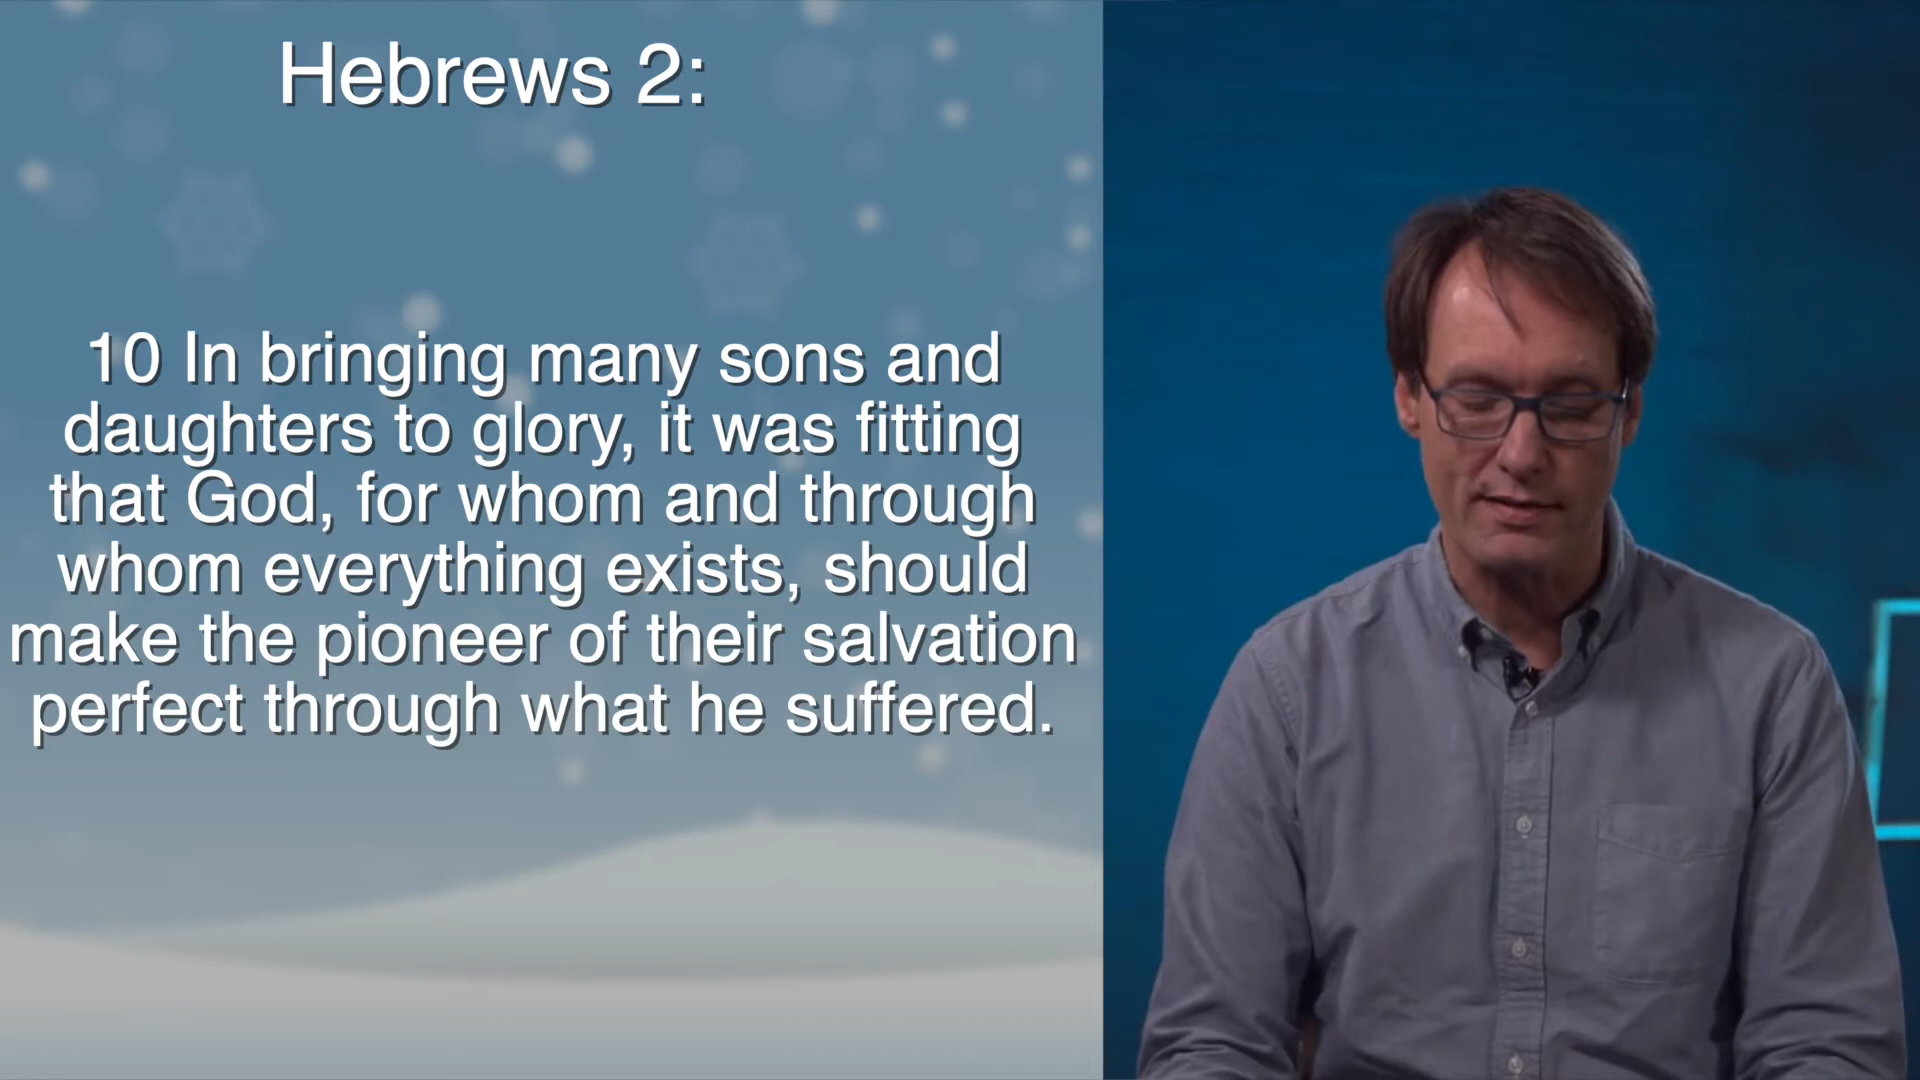 Hebrews 2:
10 In bringing many sons and
daughters to glory, it was fitting
that God, for whom and through
whom everything exists, should
make the pioneer of their salvation
perfect through what he suffered.